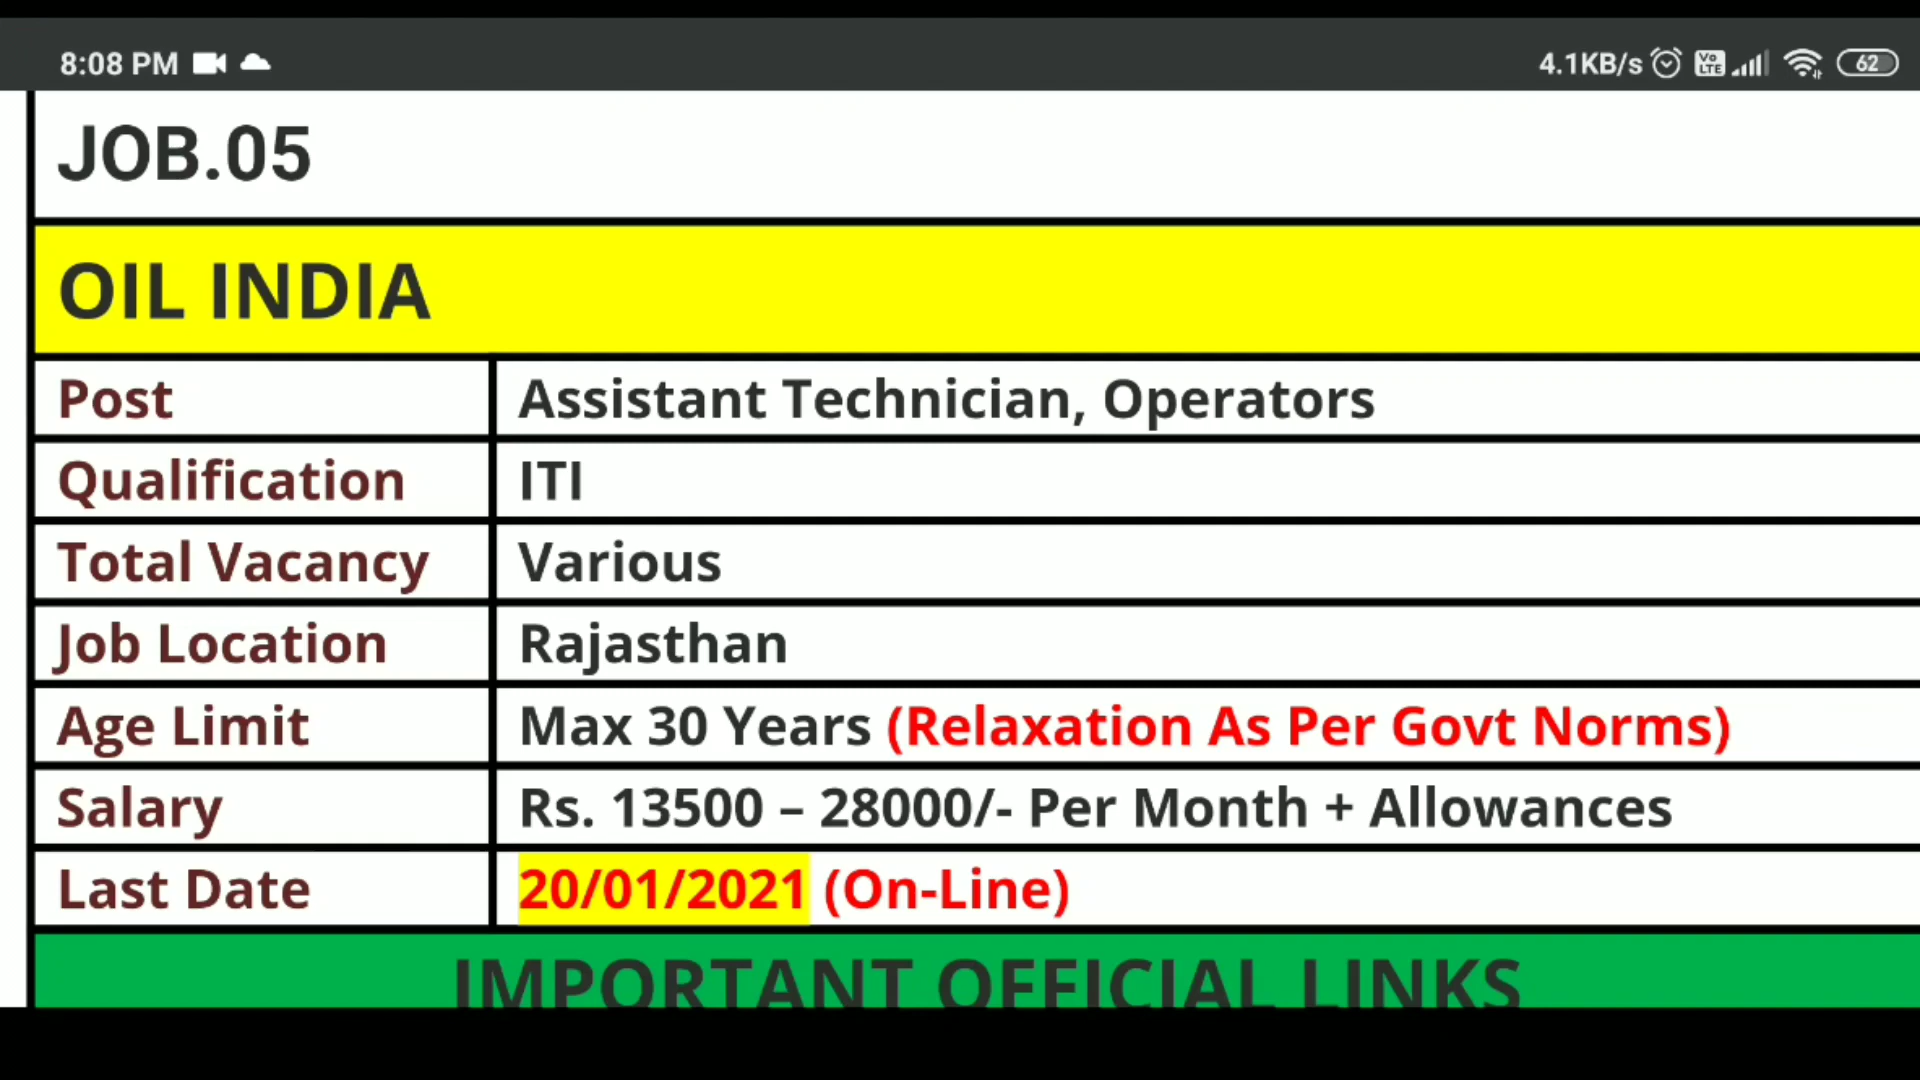 8:08 PM
4.1KB/s Vo LTE 62
JOB.05
OIL INDIA
Post Assistant Technician, Operators
Qualification ITI
Total Vacancy Various
Job Location Rajasthan
Age Limit Max 30 Years (Relaxation As Per Govt Norms)
Salary Rs. 13500 – 28000/- Per Month + Allowances
Last Date 20/01/2021 (On-Line)
IMPORTANT OFFICIAL LINKS